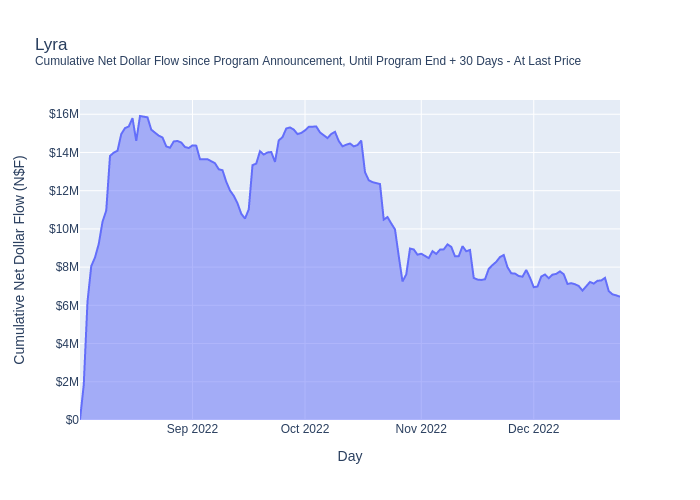 Lyra
Cumulative Net Dollar Flow since Program Announcement, Until Program End + 30 Days - At Last Price
Cumulative Net Dollar Flow (N$F)
$16M
$14M
$12M
$10M
$8M
$6M
$4M
$2M
$0
Sep 2022
Oct 2022
Nov 2022
Dec 2022
Day